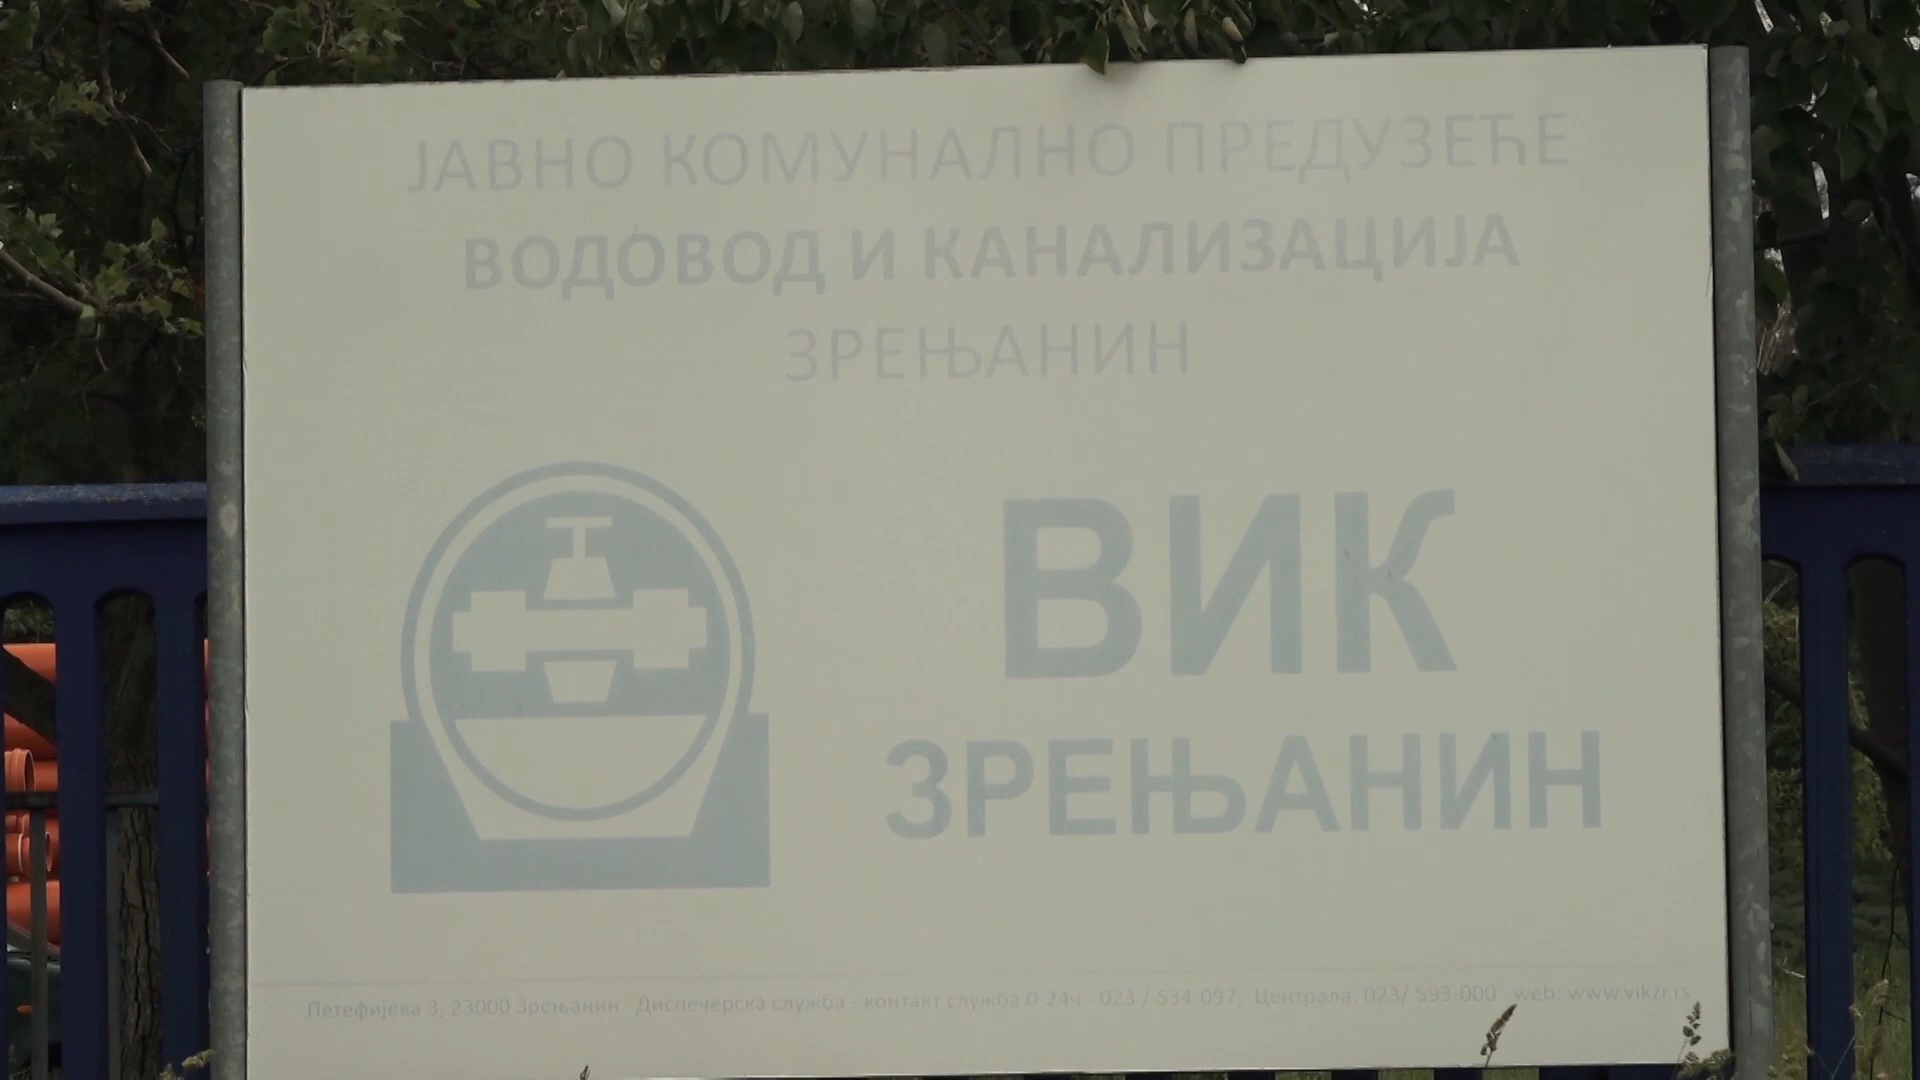 ЈАВНО КОМУНАЛНО ПРЕДУЗЕЋЕ
ВОДОВОД И КАНАЛИЗАЦИЈА
ЗРЕЊАНИН
ВИК
ЗРЕЊАНИН
Петефијева 3, 23000 Зрењанин Диспечерска служба - контакт служба 0-24ч 023 / 534-097, Централа, 023/ 593-000 web: www.vikzr.rs